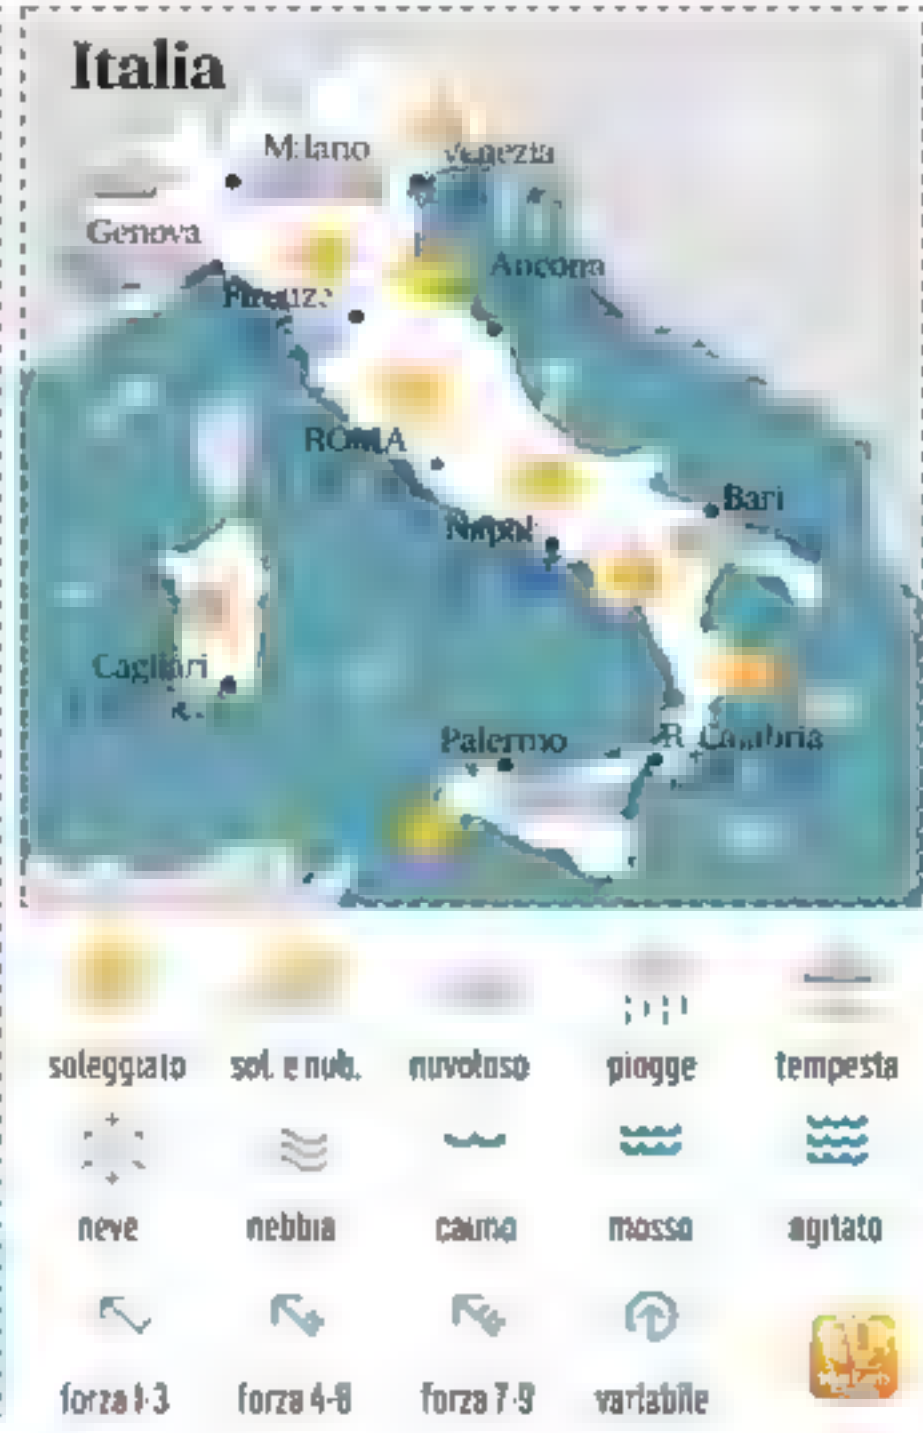 Italia
Milano
Venezia
Genova
Ancona
Firenze
ROMA
Bari
Napoli
Cagliari
Palermo
R. Calabria
soleggiato sol. e nub. nuvoloso piogge tempesta
neve nebbia calmo mosso agitato
forza 1-3 forza 4-6 forza 7-9 variabile